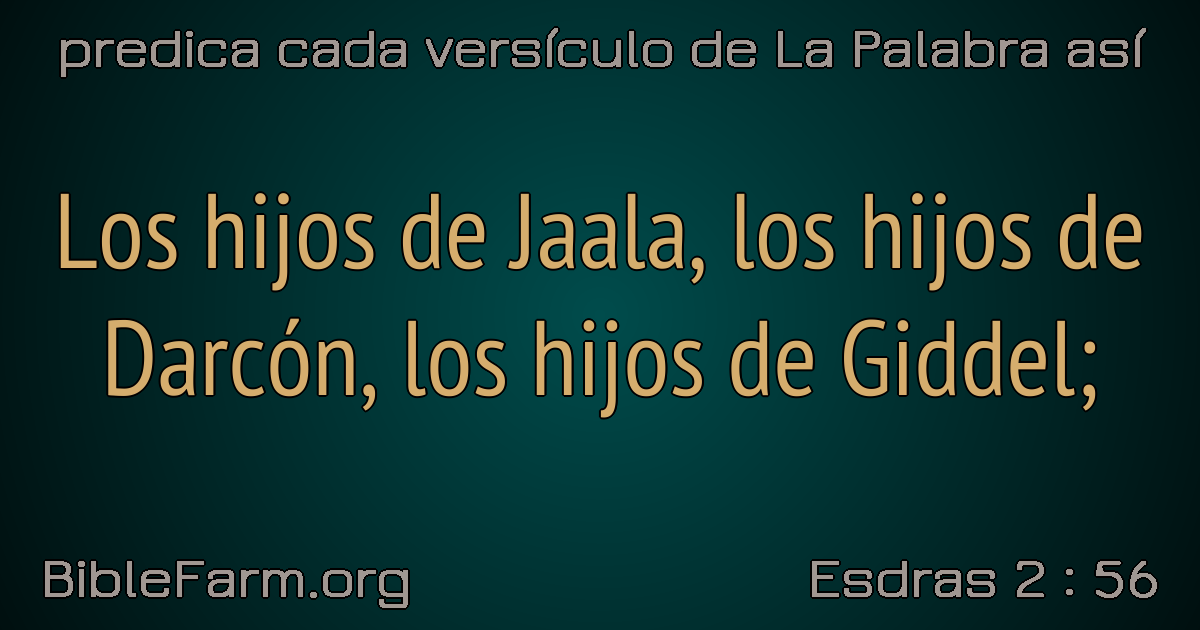 predica cada versículo de La Palabra así
Los hijos de Jaala, los hijos de
Darcón, los hijos de Giddel;
BibleFarm.org
Esdras 2 : 56